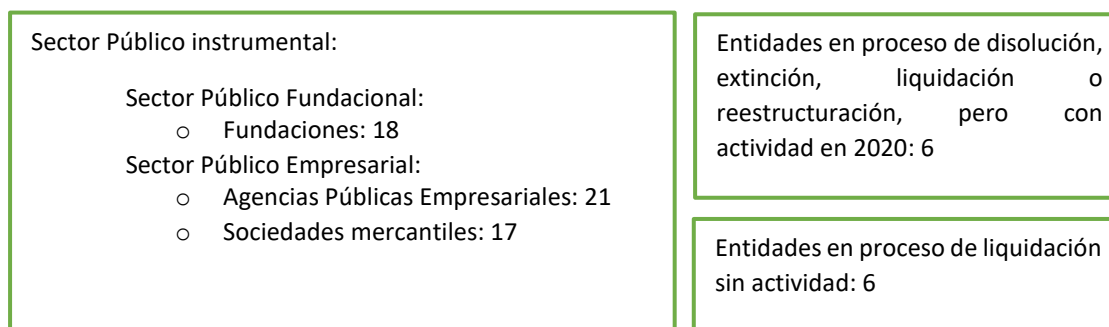 Sector Público instrumental:
Sector Público Fundacional:
o Fundaciones: 18
Sector Público Empresarial:
o Agencias Públicas Empresariales: 21
o Sociedades mercantiles: 17
Entidades en proceso de disolución,
extinción, liquidación o
reestructuración, pero con
actividad en 2020: 6
Entidades en proceso de liquidación
sin actividad: 6